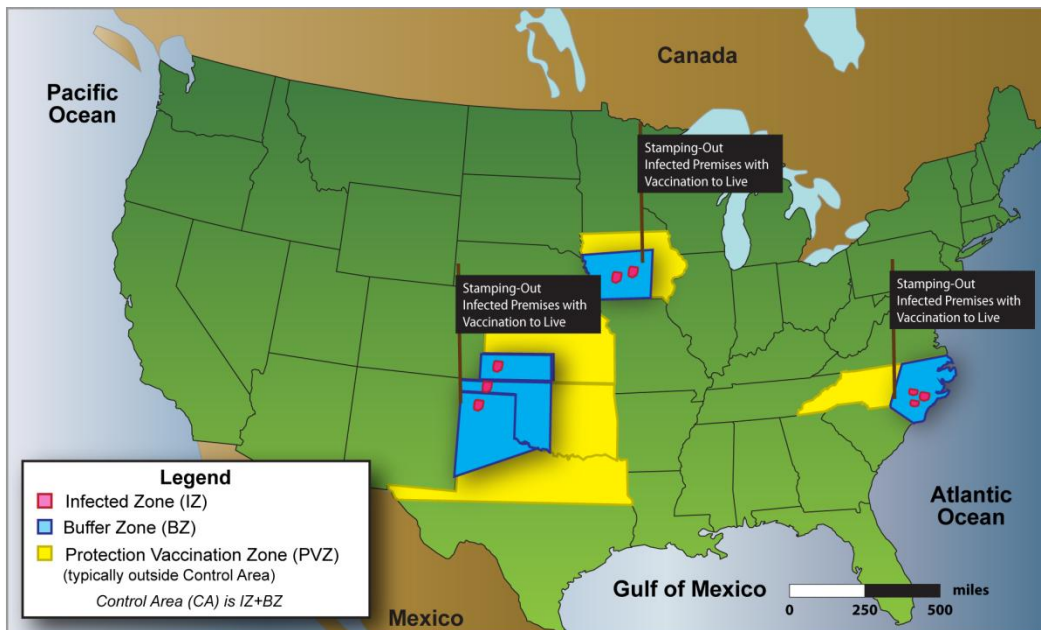 Canada
Pacific
Ocean
Stamping-Out
Infected Premises with
Vaccination to Live
Stamping-Out
Infected Premises with
Vaccination to Live
Stamping-Out
Infected Premises with
Vaccination to Live
Legend
Infected Zone (IZ)
Buffer Zone (BZ)
Protection Vaccination Zone (PVZ)
(typically outside Control Area)
Control Area (CA) is IZ+BZ
Atlantic
Ocean
Gulf of Mexico
Mexico
miles
0 250 500